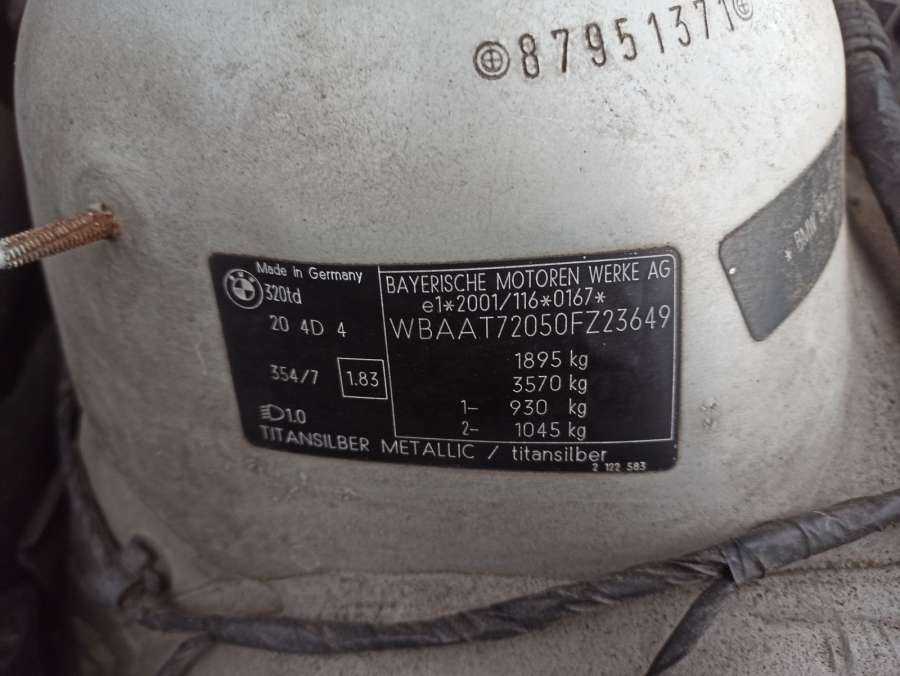 87951371
Made in Germany
320td
20 4D 4
354/7 1.83
1.0
BAYERISCHE MOTOREN WERKE AG
e1*2001/116*0167*
WBAAT72050FZ23649
1895 kg
3570 kg
1- 930 kg
2- 1045 kg
TITANSILBER METALLIC / titansilber
2 122 583
* BMW